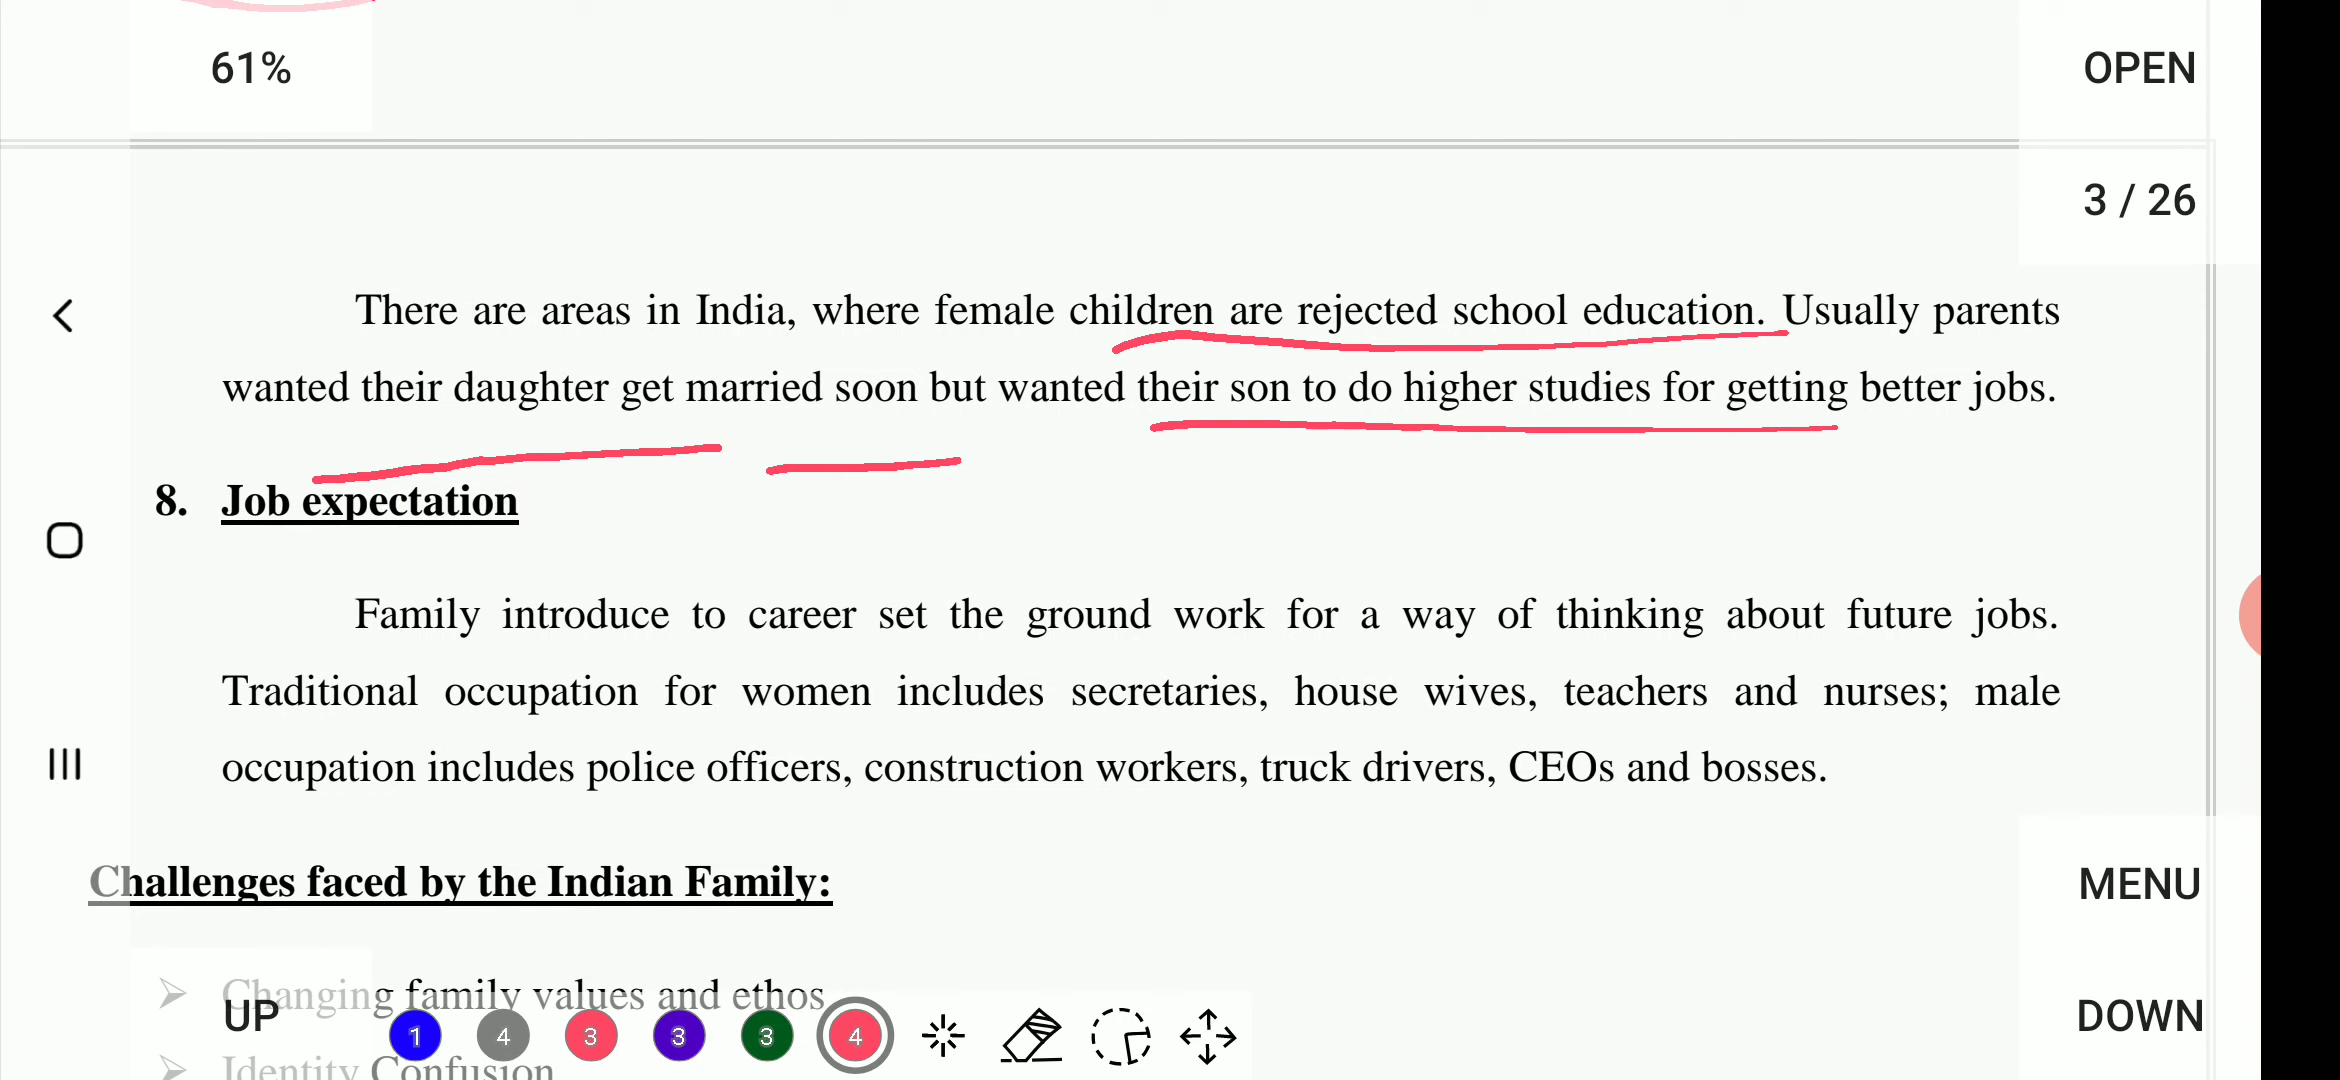 61%
OPEN
3 / 26
There are areas in India, where female children are rejected school education. Usually parents
wanted their daughter get married soon but wanted their son to do higher studies for getting better jobs.
8. Job expectation
Family introduce to career set the ground work for a way of thinking about future jobs.
Traditional occupation for women includes secretaries, house wives, teachers and nurses; male
occupation includes police officers, construction workers, truck drivers, CEOs and bosses.
Challenges faced by the Indian Family:
MENU
➢ Changing family values and ethos
UP
DOWN
1 4 3 3 3 4
➢ Identity Confusion